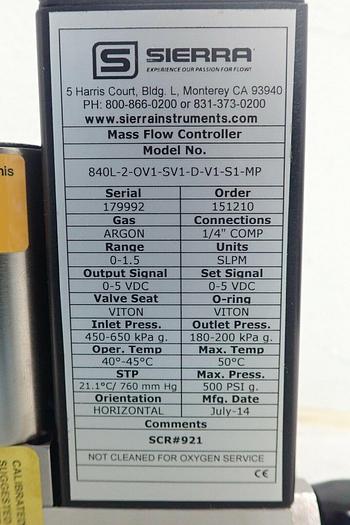 SIERRA
EXPERIENCE OUR PASSION FOR FLOW!
5 Harris Court, Bldg. L, Monterey CA 93940
PH: 800-866-0200 or 831-373-0200
www.sierrainstruments.com
Mass Flow Controller
Model No.
840L-2-OV1-SV1-D-V1-S1-MP
Serial Order
179992 151210
Gas Connections
ARGON 1/4" COMP
Range Units
0-1.5 SLPM
Output Signal Set Signal
0-5 VDC 0-5 VDC
Valve Seat O-ring
VITON VITON
Inlet Press. Outlet Press.
450-650 kPa g. 180-200 kPa g.
Oper. Temp Max. Temp
40°-45°C 50°C
STP Max. Press.
21.1°C/ 760 mm Hg 500 PSI g.
Orientation Mfg. Date
HORIZONTAL July-14
Comments
SCR#921
NOT CLEANED FOR OXYGEN SERVICE
CE
his
CALIBRATED
SUGGESTED